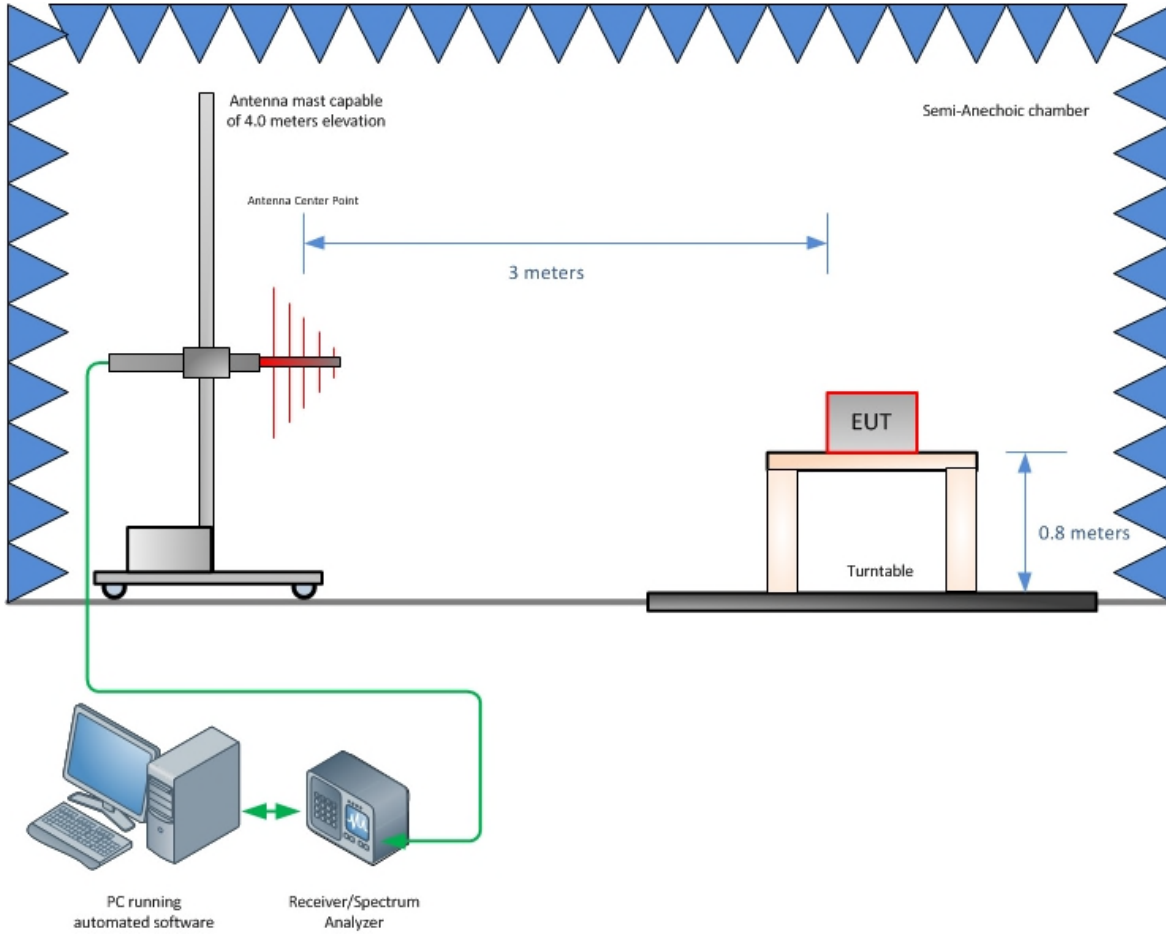 Antenna mast capable
of 4.0 meters elevation
Semi-Anechoic chamber
Antenna Center Point
3 meters
EUT
0.8 meters
Turntable
PC running
automated software
Receiver/Spectrum
Analyzer